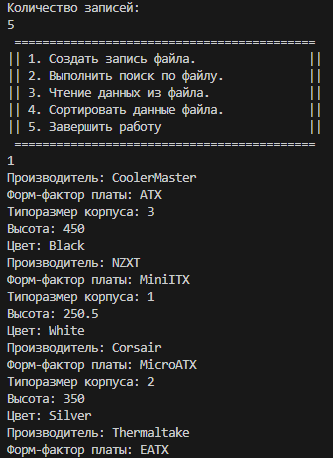 Количество записей:
5
===========================================
|| 1. Создать запись файла. ||
|| 2. Выполнить поиск по файлу. ||
|| 3. Чтение данных из файла. ||
|| 4. Сортировать данные файла. ||
|| 5. Завершить работу ||
===========================================
1
Производитель: CoolerMaster
Форм-фактор платы: ATX
Типоразмер корпуса: 3
Высота: 450
Цвет: Black
Производитель: NZXT
Форм-фактор платы: MiniITX
Типоразмер корпуса: 1
Высота: 250.5
Цвет: White
Производитель: Corsair
Форм-фактор платы: MicroATX
Типоразмер корпуса: 2
Высота: 350
Цвет: Silver
Производитель: Thermaltake
Форм-фактор платы: EATX